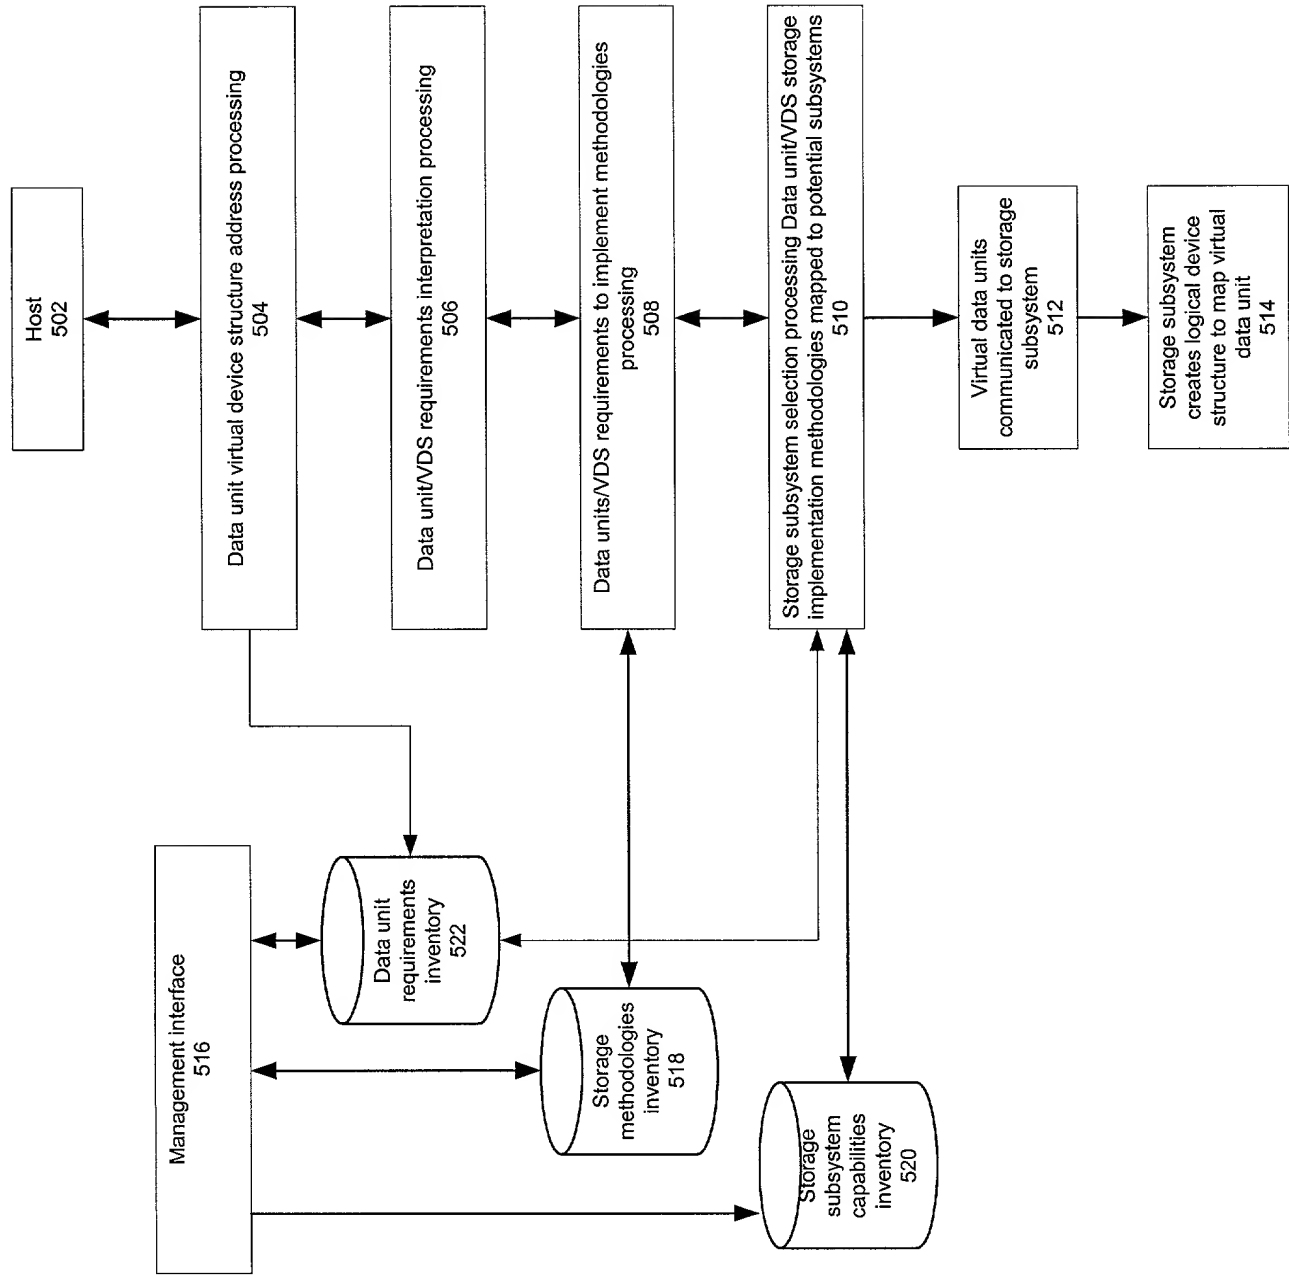 Host
502
Data unit virtual device structure address processing
504
Data unit/VDS requirements interpretation processing
506
Data units/VDS requirements to implement methodologies
processing
508
Storage subsystem selection processing Data unit/VDS storage
implementation methodologies mapped to potential subsystems
510
Virtual data units
communicated to storage
subsystem
512
Storage subsystem
creates logical device
structure to map virtual
data unit
514
Management interface
516
Data unit
requirements
inventory
522
Storage
methodologies
inventory
518
Storage
subsystem
capabilities
inventory
520